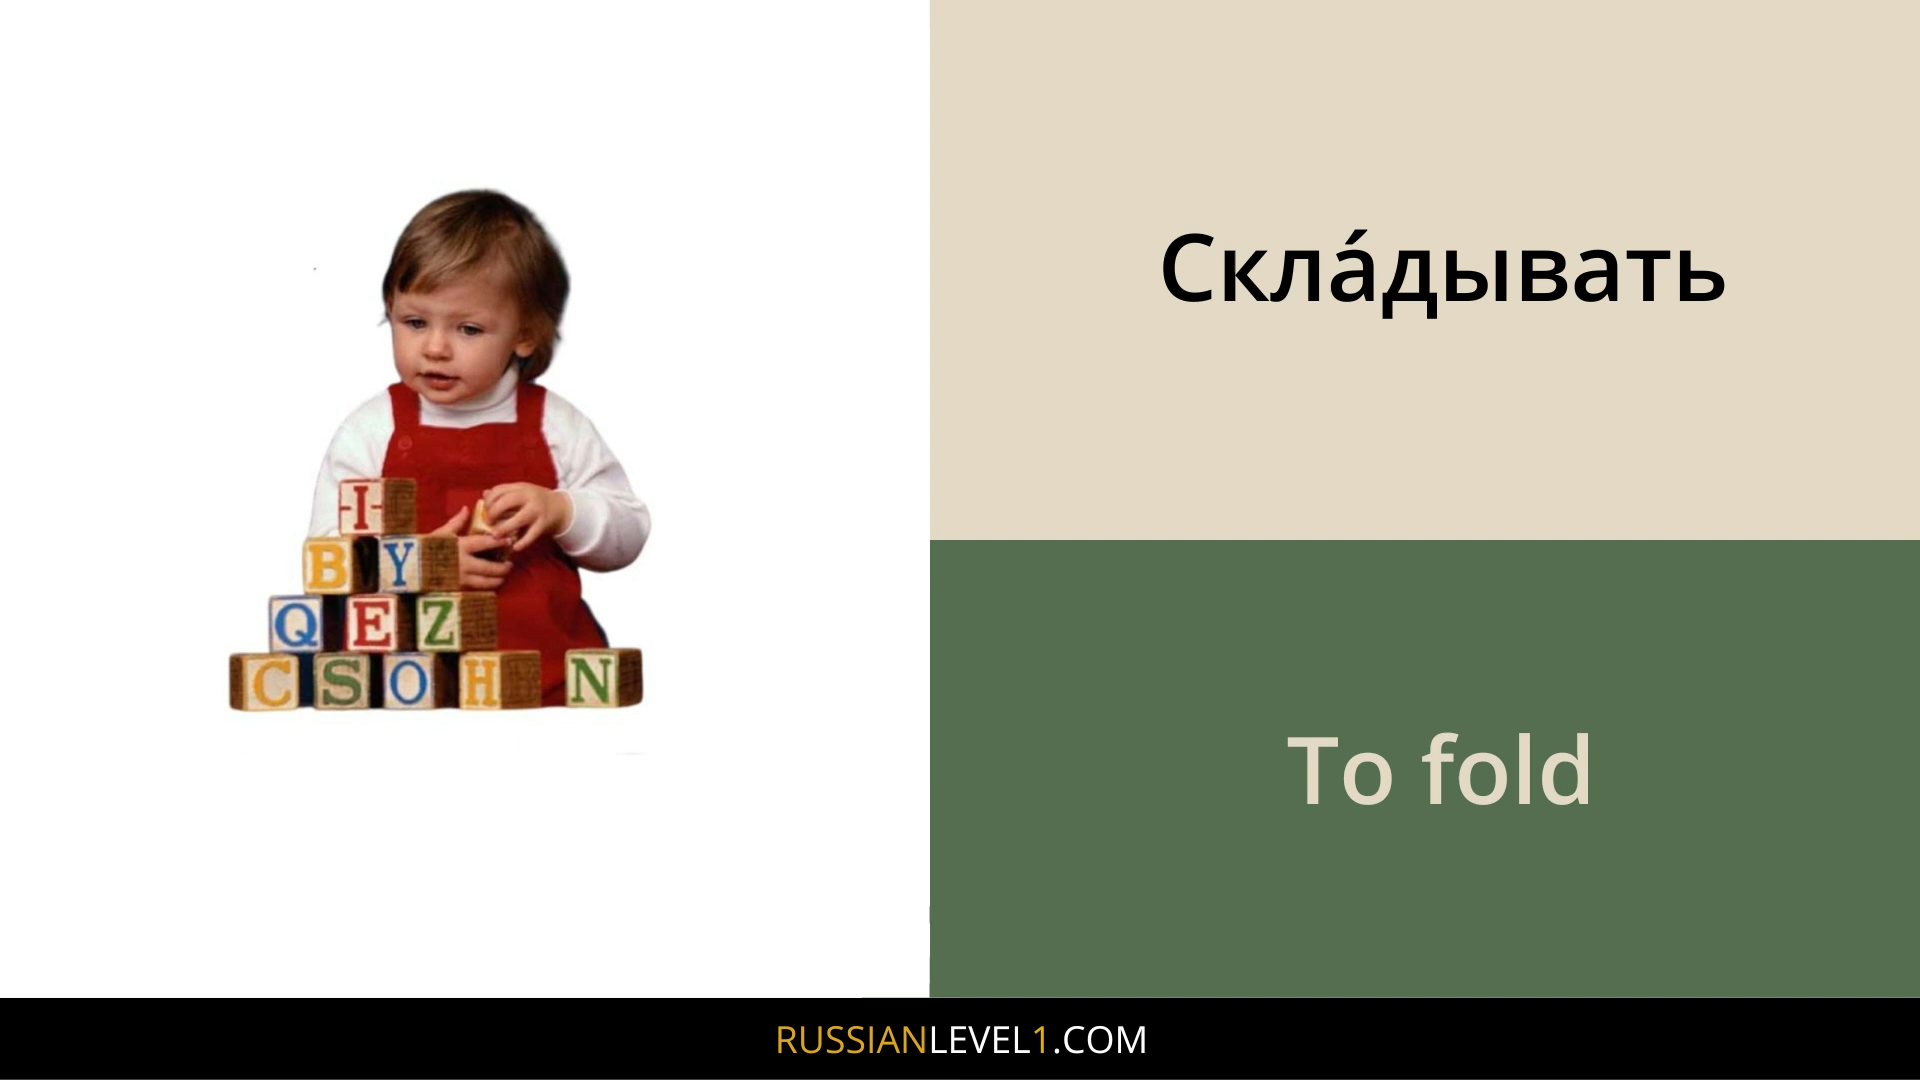 Скла́дывать
I
B Y
Q E Z
C S O H N
To fold
RUSSIANLEVEL1.COM